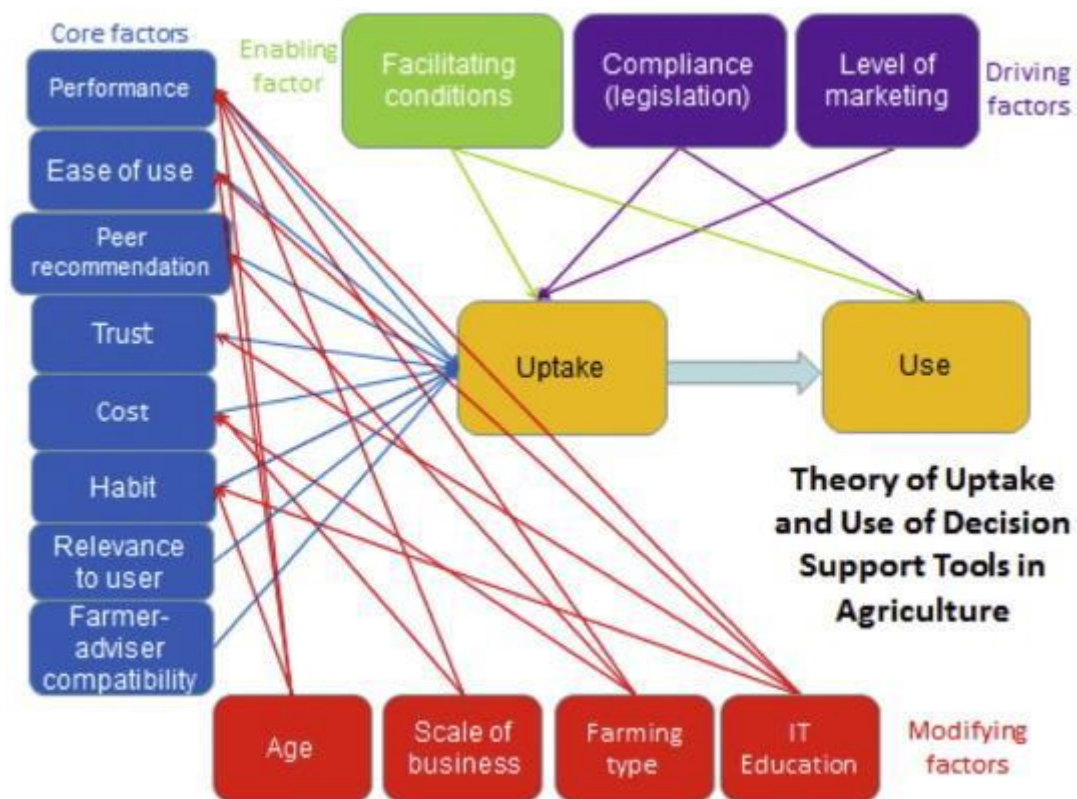 Core factors
Performance
Ease of use
Peer
recommendation
Trust
Cost
Habit
Relevance
to user
Farmer-
adviser
compatibility
Enabling
factor
Facilitating
conditions
Compliance
(legislation)
Level of
marketing
Driving
factors
Uptake
Use
Theory of Uptake
and Use of Decision
Support Tools in
Agriculture
Age
Scale of
business
Farming
type
IT
Education
Modifying
factors